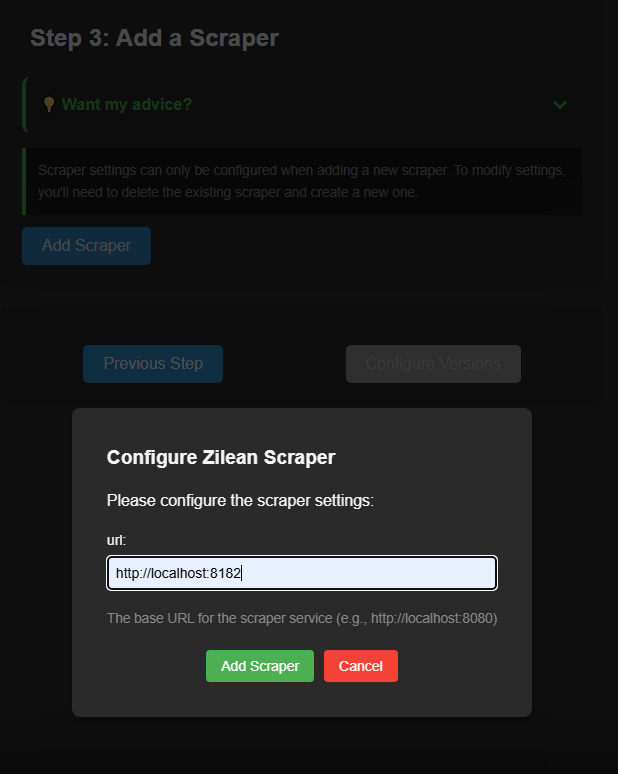 Step 3: Add a Scraper
Want my advice?
Scraper settings can only be configured when adding a new scraper. To modify settings,
you'll need to delete the existing scraper and create a new one.
Add Scraper
Previous Step
Configure Versions
Configure Zilean Scraper
Please configure the scraper settings:
url:
http://localhost:8182
The base URL for the scraper service (e.g., http://localhost:8080)
Add Scraper
Cancel